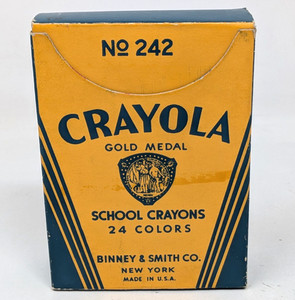 No 242
CRAYOLA
GOLD MEDAL
SCHOOL CRAYONS
24 COLORS
BINNEY & SMITH CO.
NEW YORK
MADE IN U.S.A.